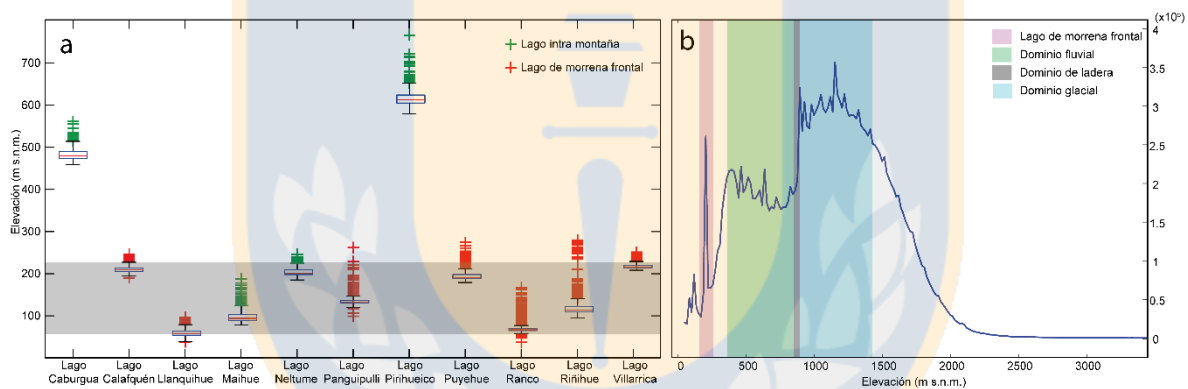 a
Lago intra montaña
Lago de morrena frontal
Elevación (m s.n.m.)
700
600
500
400
300
200
100
Lago Caburgua
Lago Calafquén
Lago Llanquihue
Lago Maihue
Lago Neltume
Lago Panguipulli
Lago Pirihueico
Lago Puyehue
Lago Ranco
Lago Riñihue
Lago Villarrica
b
Lago de morrena frontal
Dominio fluvial
Dominio de ladera
Dominio glacial
(x10⁵)
4
3.5
3
2.5
2
1.5
1
0.5
0
0
500
1000
1500
2000
2500
3000
Elevación (m s.n.m.)